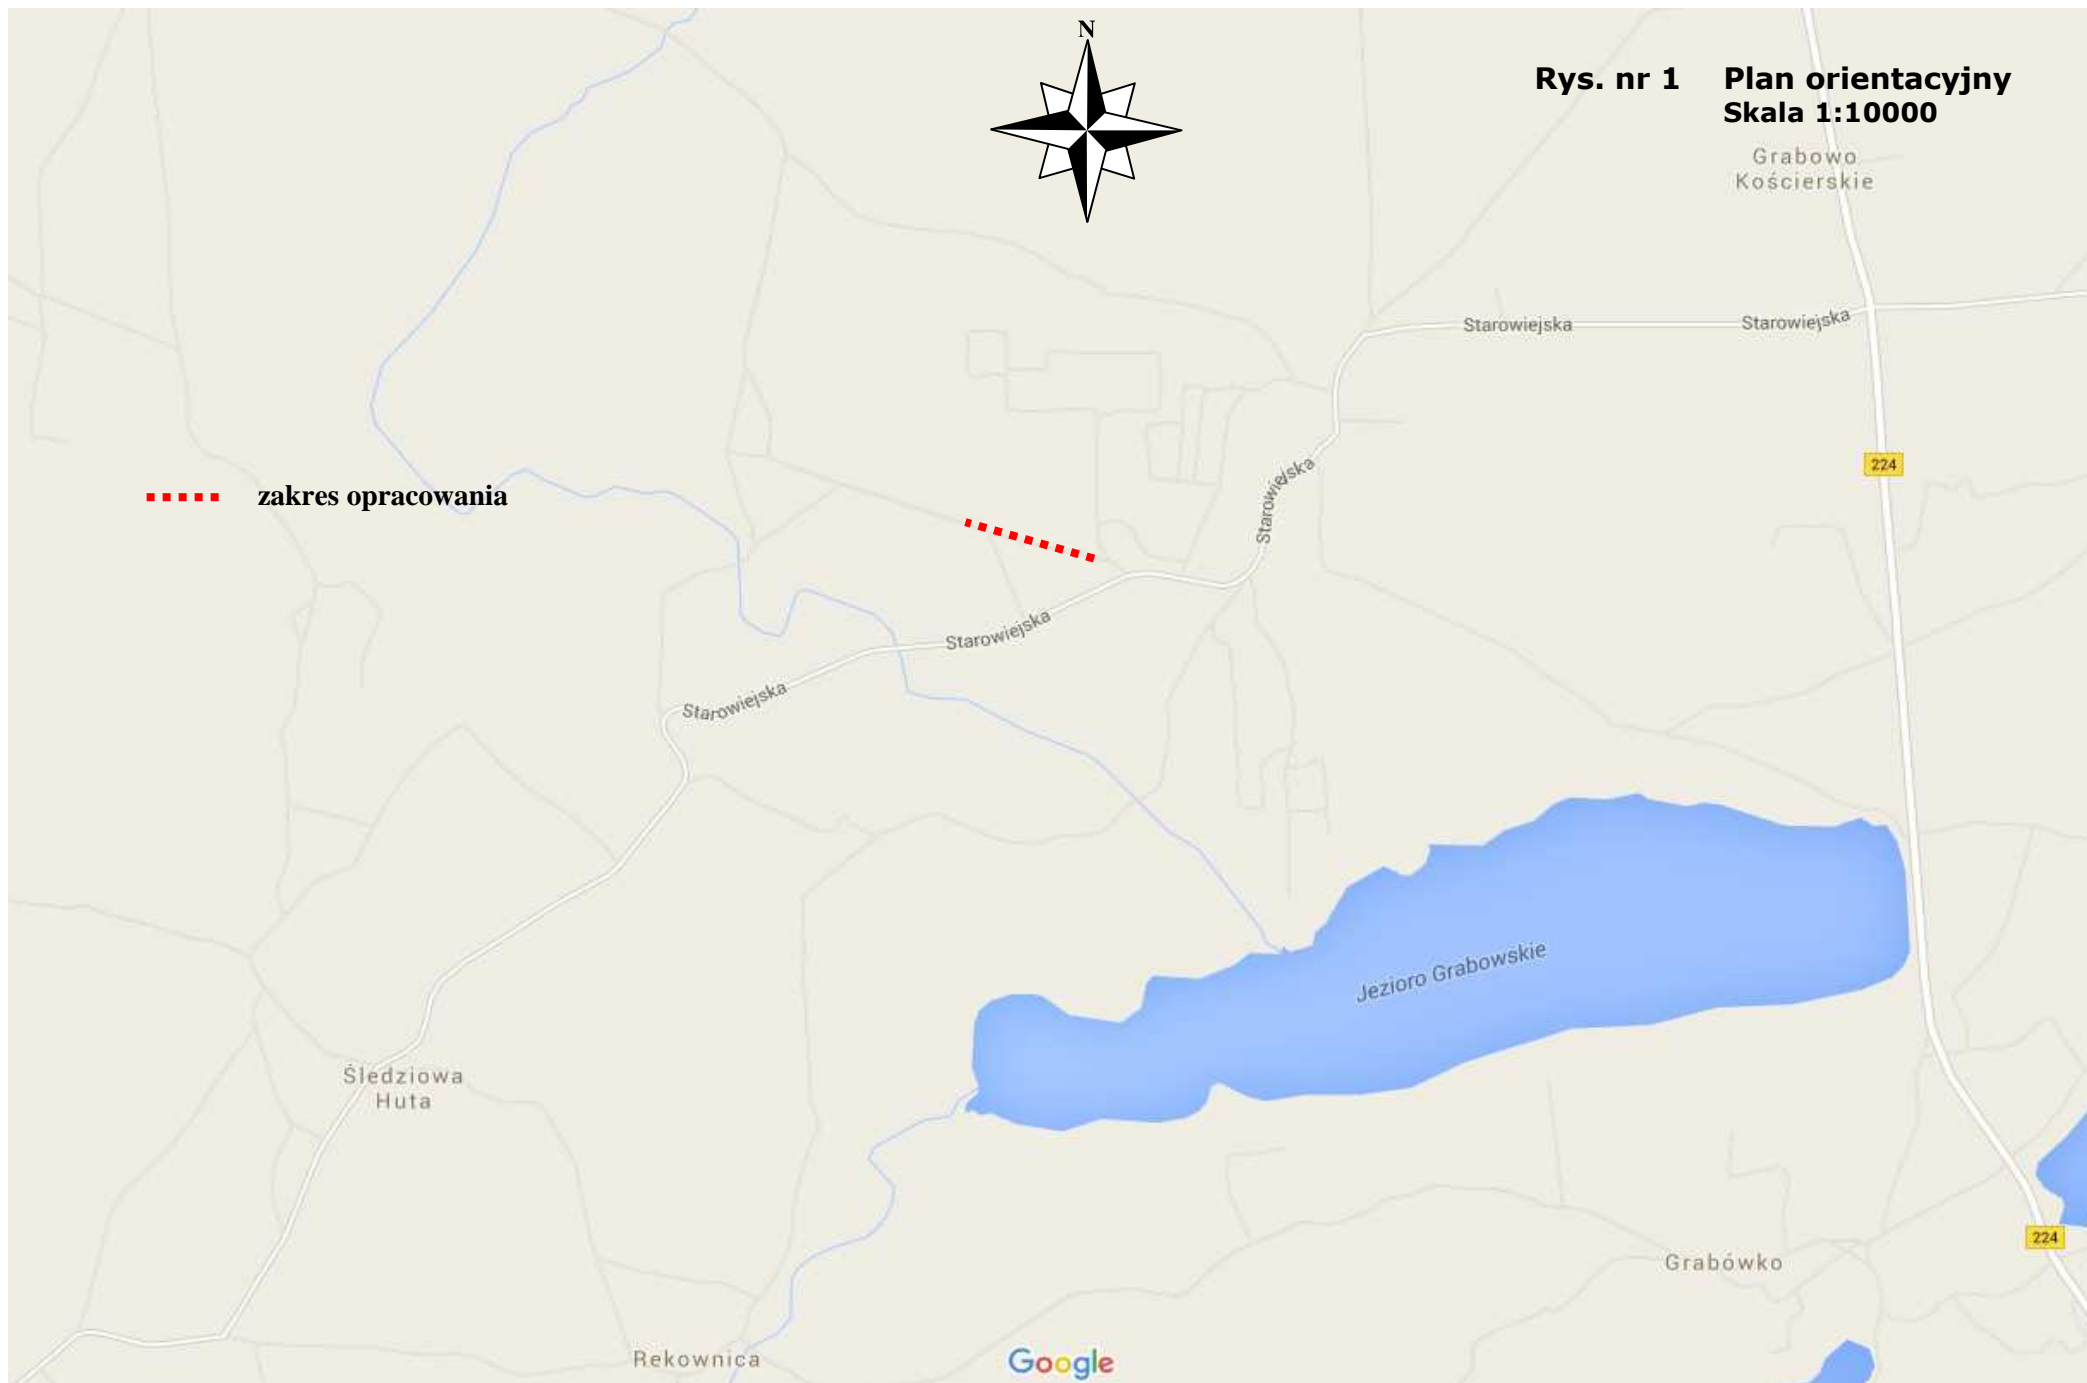 N
Rys. nr 1 Plan orientacyjny
Skala 1:10000
Grabowo
Kościerskie
Starowiejska
Starowiejska
Starowiejska
224
zakres opracowania
Starowiejska
Starowiejska
Jezioro Grabowskie
Śledziowa
Huta
224
Grabówko
Rekownica
Google